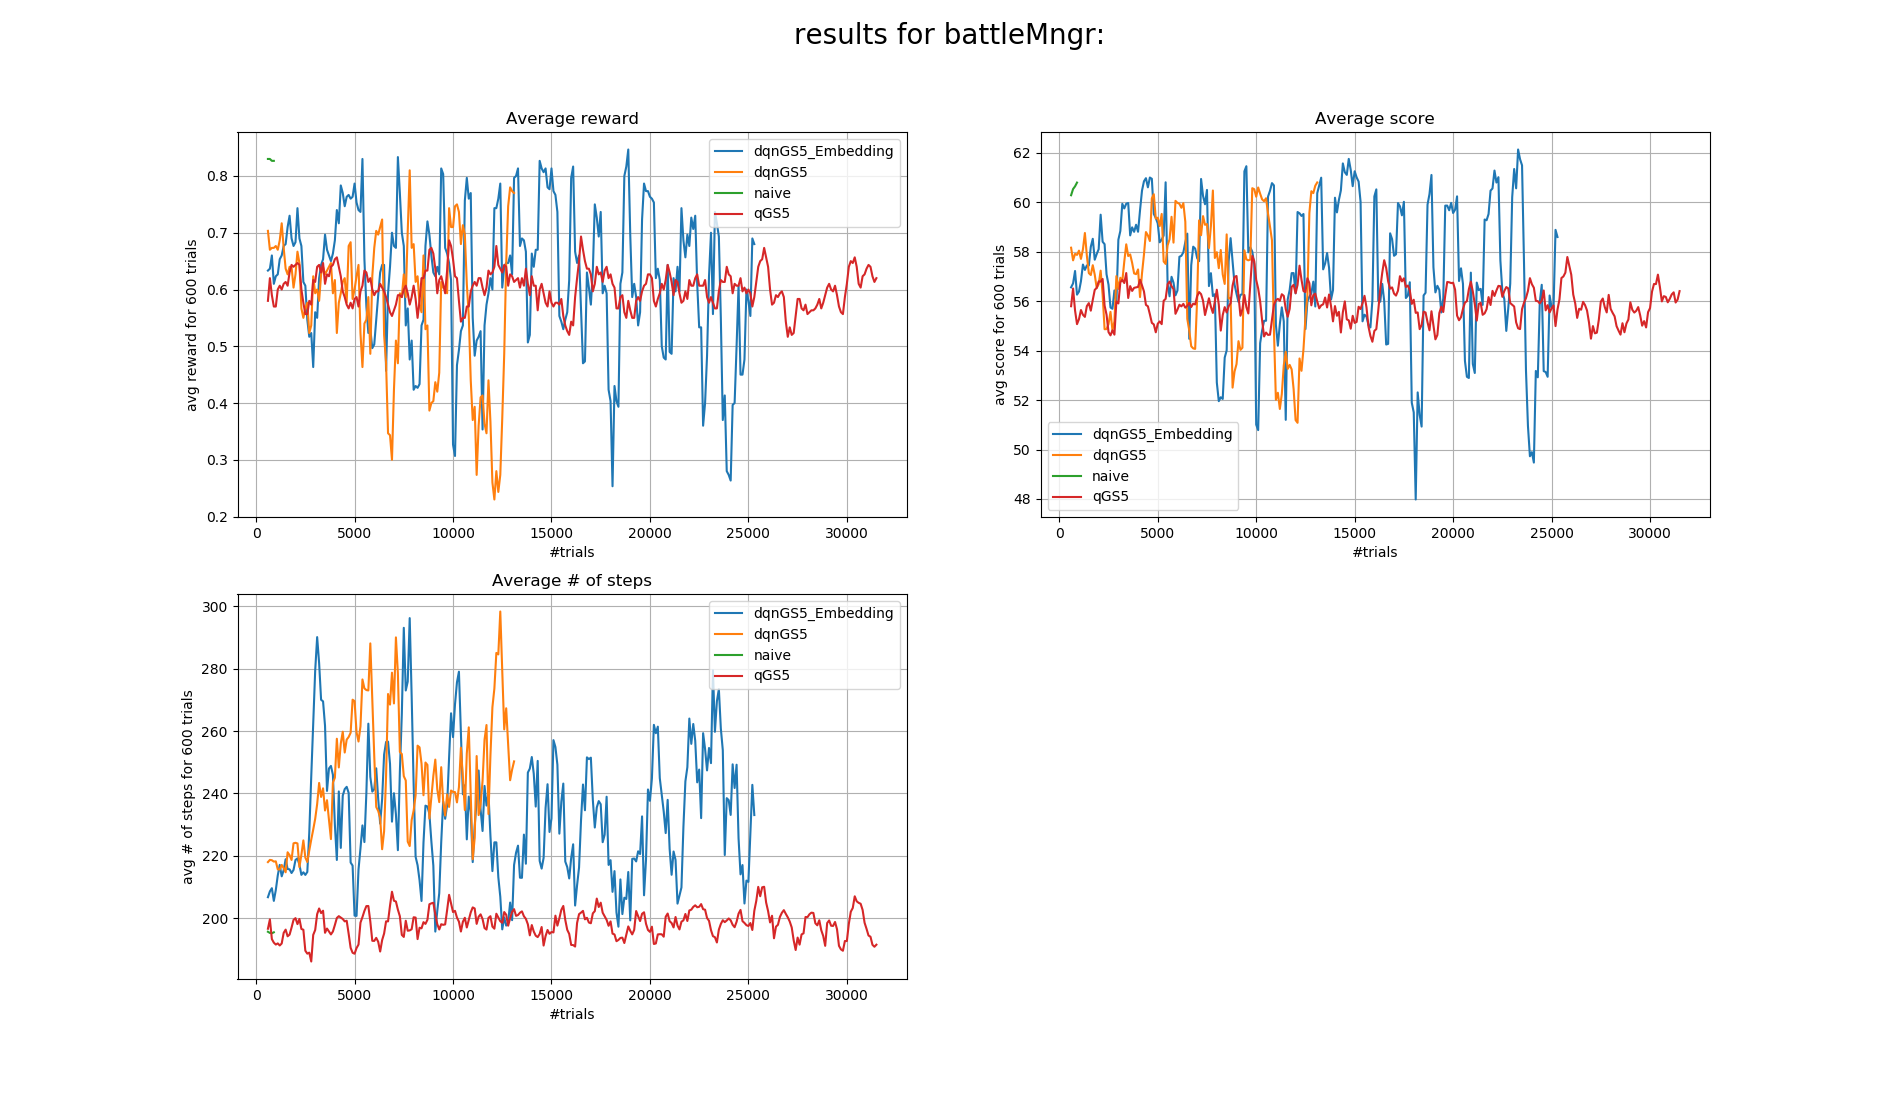 results for battleMngr:
Average reward
avg reward for 600 trials
0.8
0.7
0.6
0.5
0.4
0.3
0.2
0 5000 10000 15000 20000 25000 30000
#trials
dqnGS5_Embedding
dqnGS5
naive
qGS5
Average score
avg score for 600 trials
62
60
58
56
54
52
50
48
0 5000 10000 15000 20000 25000 30000
#trials
dqnGS5_Embedding
dqnGS5
naive
qGS5
Average # of steps
avg # of steps for 600 trials
300
280
260
240
220
200
0 5000 10000 15000 20000 25000 30000
#trials
dqnGS5_Embedding
dqnGS5
naive
qGS5